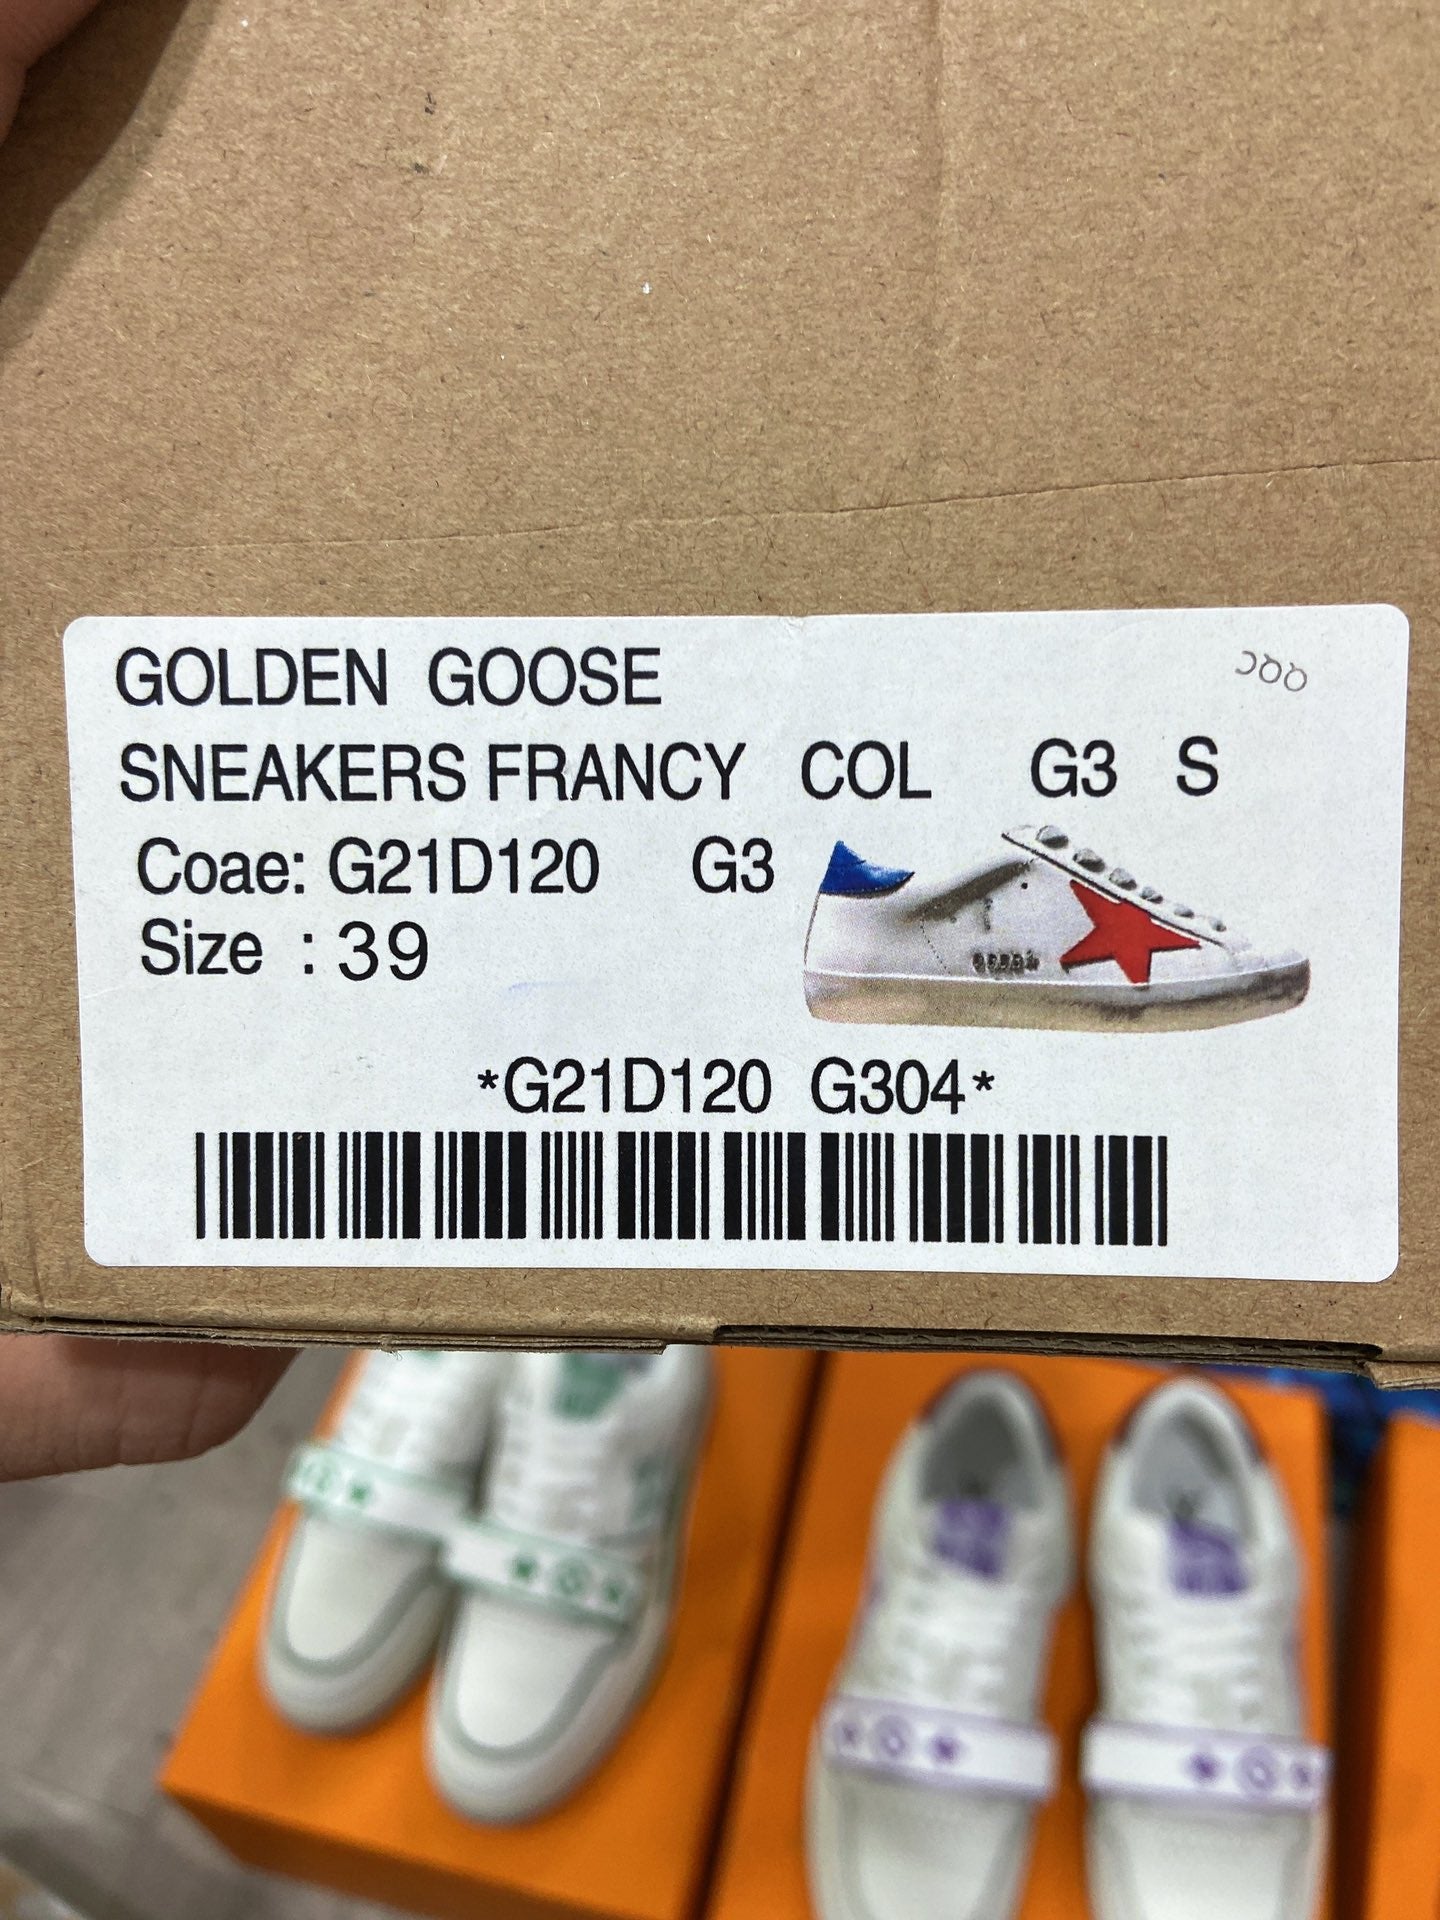 GOLDEN GOOSE
SNEAKERS FRANCY COL G3 S
Coae: G21D120 G3
Size : 39
*G21D120 G304*